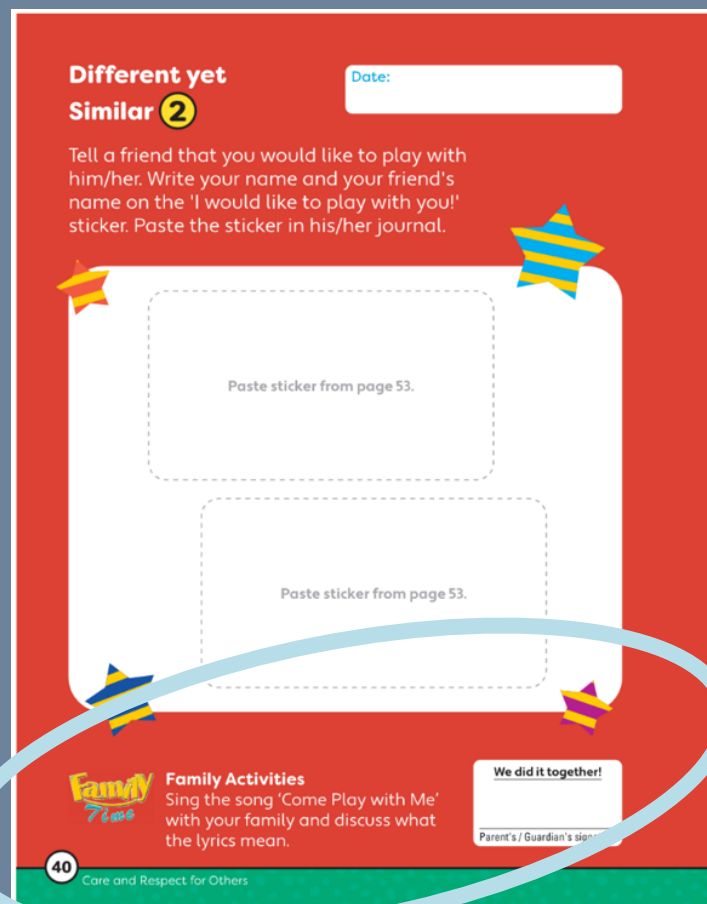 Different yet
Similar 2
Date:
Tell a friend that you would like to play with
him/her. Write your name and your friend's
name on the 'I would like to play with you!'
sticker. Paste the sticker in his/her journal.
Paste sticker from page 53.
Paste sticker from page 53.
Family
Time
Family Activities
Sing the song ‘Come Play with Me’
with your family and discuss what
the lyrics mean.
We did it together!
Parent's / Guardian's
40
Care and Respect for Others